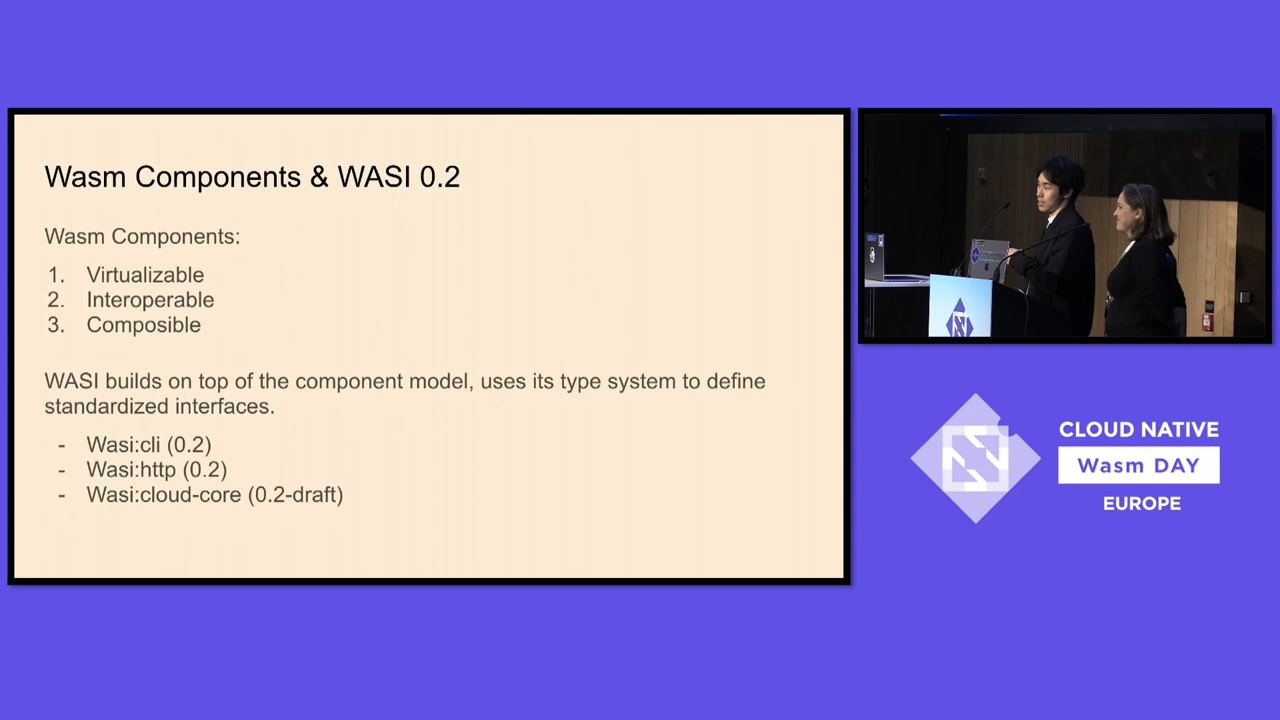 Wasm Components & WASI 0.2
Wasm Components:
1. Virtualizable
2. Interoperable
3. Composible
WASI builds on top of the component model, uses its type system to define
standardized interfaces.
- Wasi:cli (0.2)
- Wasi:http (0.2)
- Wasi:cloud-core (0.2-draft)
CLOUD NATIVE
Wasm DAY
EUROPE